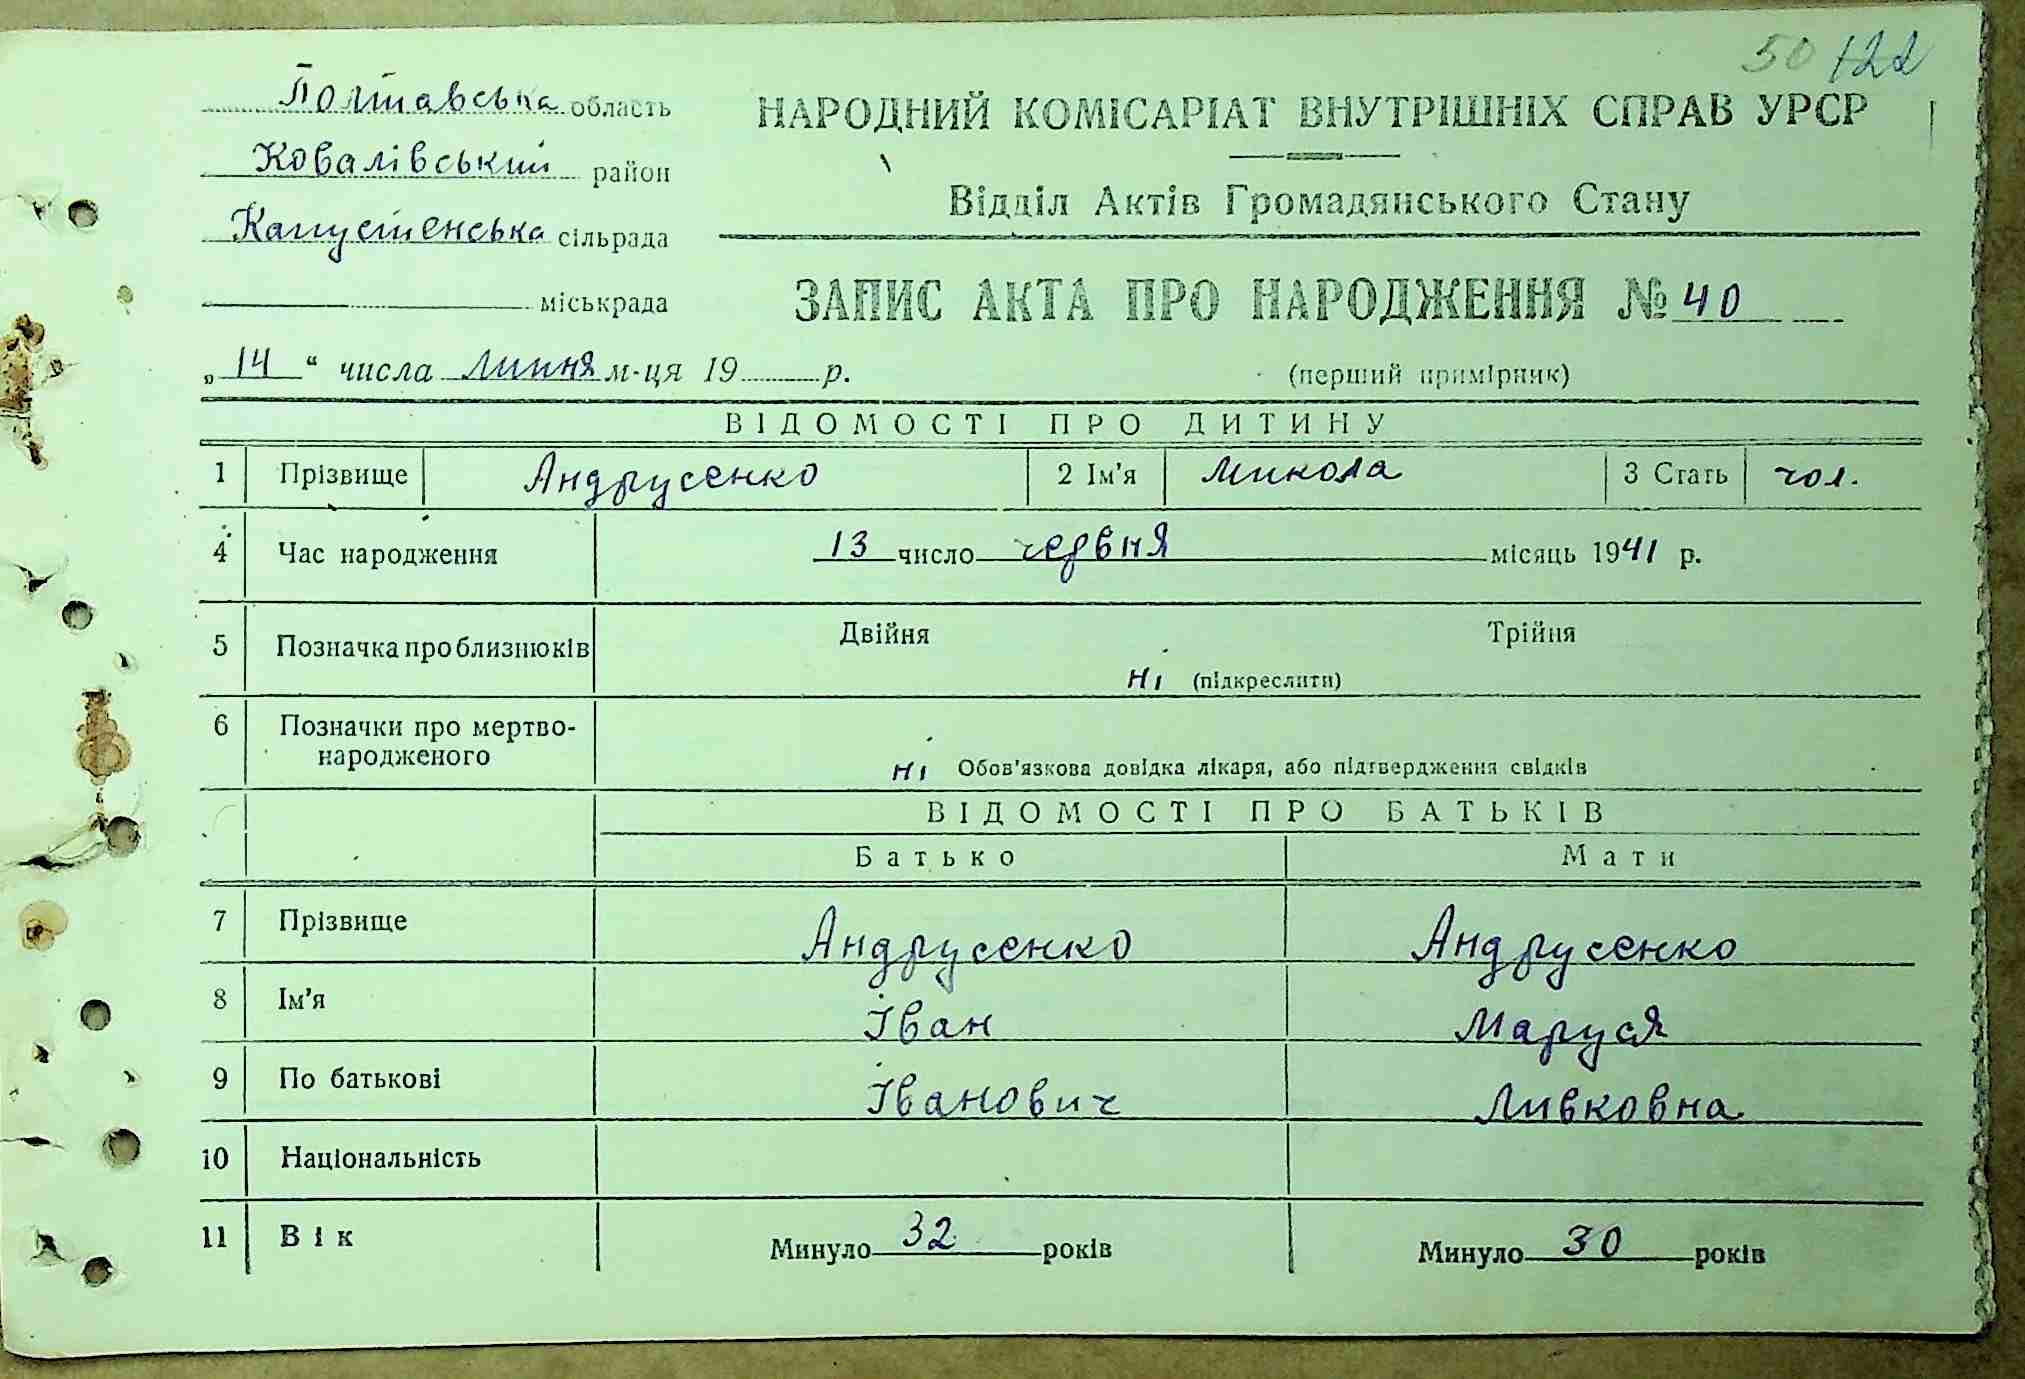 50 122
Полтавська область
Ковалівський район
Капустенська сільрада
міськрада
„14“ числа липня м-ця 19 р.
НАРОДНИЙ КОМІСАРІАТ ВНУТРІШНІХ СПРАВ УРСР
Відділ Актів Громадянського Стану
ЗАПИС АКТА ПРО НАРОДЖЕННЯ № 40
(перший примірник)
ВІДОМОСТІ ПРО ДИТИНУ
1 Прізвище Андрусенко 2 Ім'я Микола 3 Стать чол.
4 Час народження 13 число червня місяць 1941 р.
5 Позначка про близнюків Двійня Трійня
ні (підкреслити)
6 Позначки про мертво-
народженого
ні Обов'язкова довідка лікаря, або підтвердження свідків
ВІДОМОСТІ ПРО БАТЬКІВ
Батько Мати
7 Прізвище Андрусенко Андрусенко
8 Ім'я Іван Маруся
9 По батькові Іванович Ливковна
10 Національність
11 Вік Минуло 32 років Минуло 30 років